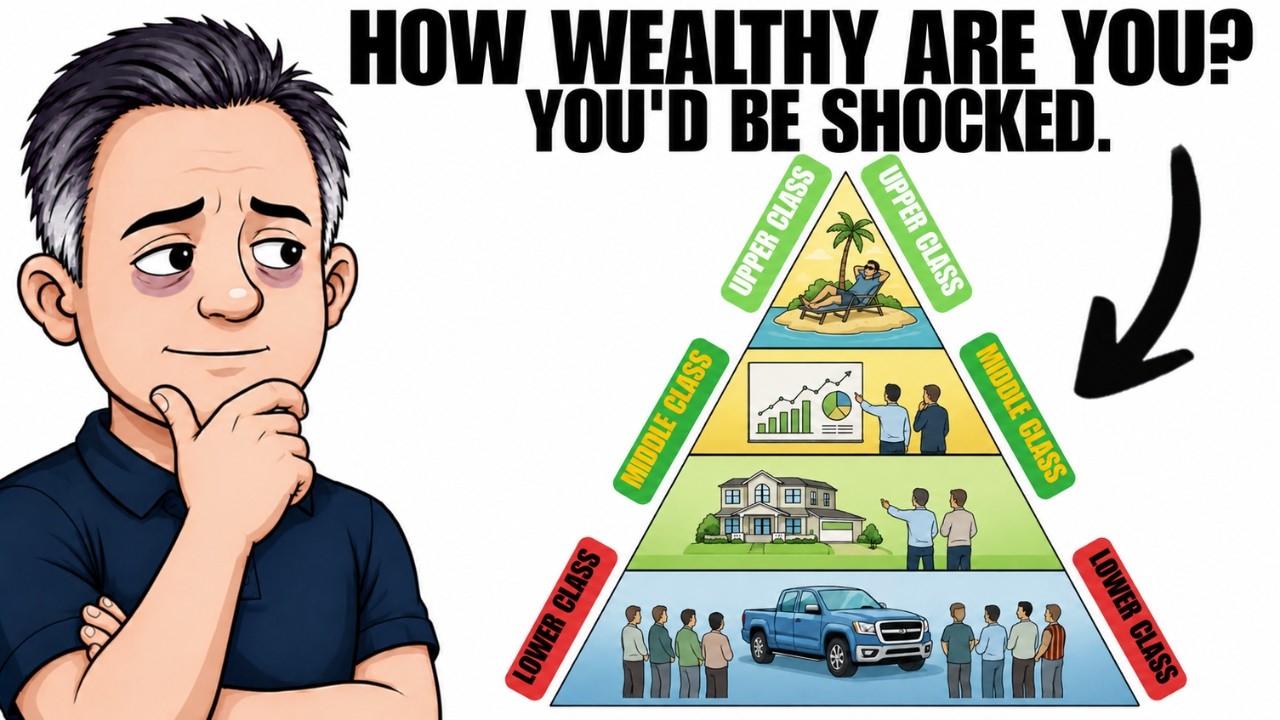 HOW WEALTHY ARE YOU?
YOU'D BE SHOCKED.
UPPER CLASS
UPPER CLASS
MIDDLE CLASS
MIDDLE CLASS
LOWER CLASS
LOWER CLASS